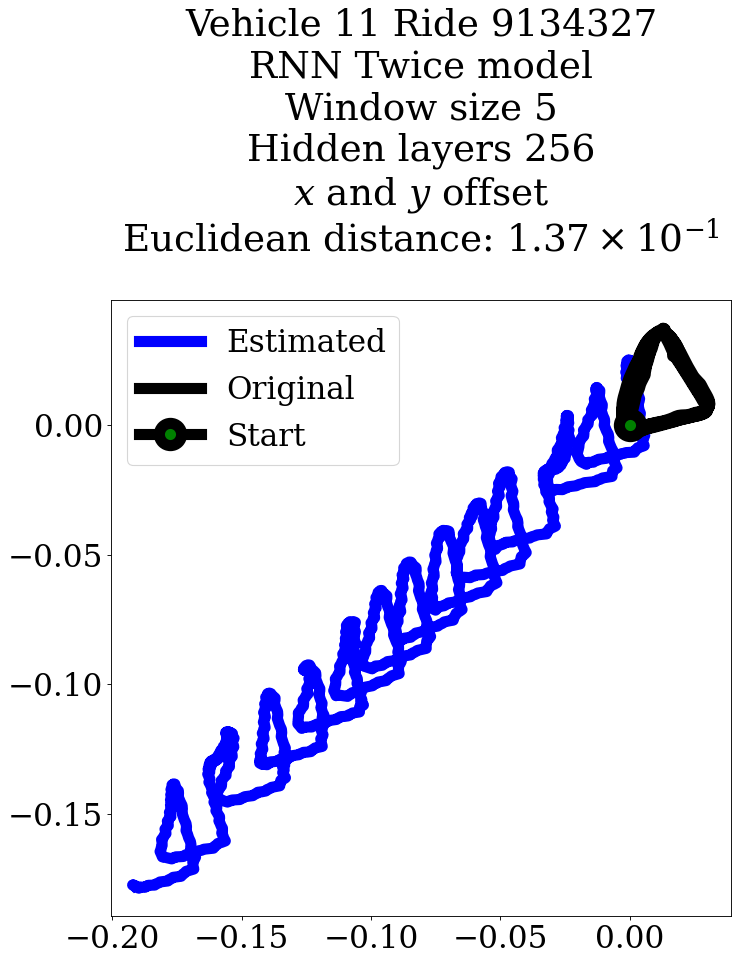 Vehicle 11 Ride 9134327
RNN Twice model
Window size 5
Hidden layers 256
x and y offset
Euclidean distance: 1.37 × 10⁻¹
Estimated
Original
Start
0.00
−0.05
−0.10
−0.15
−0.20 −0.15 −0.10 −0.05 0.00